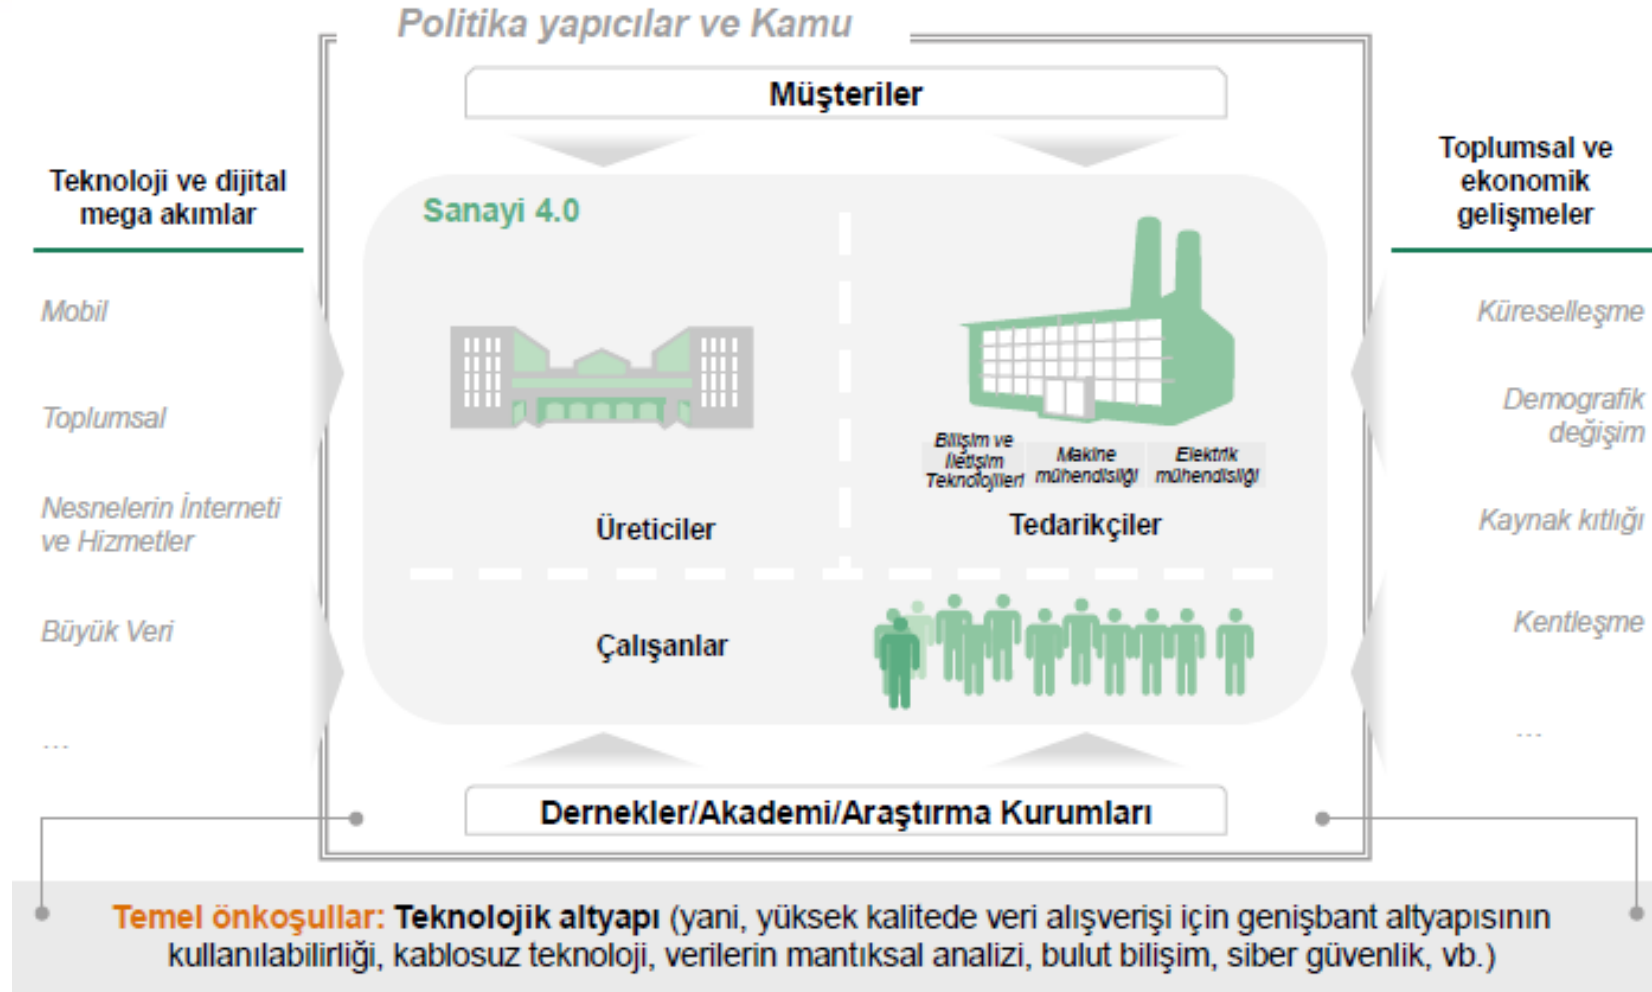 Politika yapıcılar ve Kamu
Müşteriler
Teknoloji ve dijital
mega akımlar
Mobil
Toplumsal
Nesnelerin İnterneti
ve Hizmetler
Büyük Veri
...
Sanayi 4.0
Üreticiler
Bilişim ve
İletişim
Teknolojileri
Makine
mühendisliği
Elektrik
mühendisliği
Tedarikçiler
Çalışanlar
Toplumsal ve
ekonomik
gelişmeler
Küreselleşme
Demografik
değişim
Kaynak kıtlığı
Kentleşme
...
Dernekler/Akademi/Araştırma Kurumları
Temel önkoşullar: Teknolojik altyapı (yani, yüksek kalitede veri alışverişi için genişbant altyapısının
kullanılabilirliği, kablosuz teknoloji, verilerin mantıksal analizi, bulut bilişim, siber güvenlik, vb.)